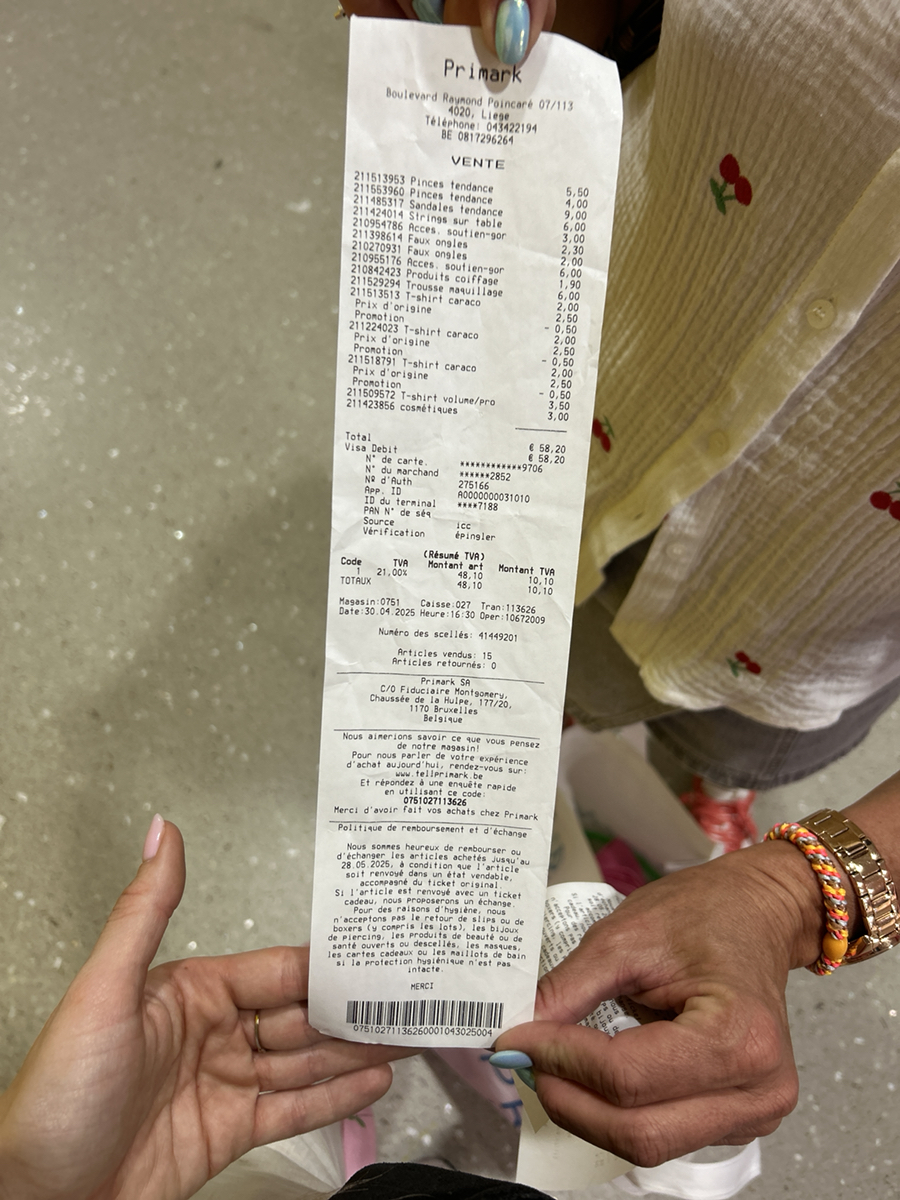 Primark
Boulevard Raymond Poincaré 07/113
4020, Liege
Téléphone: 043422194
BE 0817296264
VENTE
211513953 Pinces tendance 5,50
211553960 Pinces tendance 4,00
211485317 Sandales tendance 9,00
211424014 Strings sur table 6,00
210954786 Acces. soutien-gor 3,00
211398614 Faux ongles 2,30
210270931 Faux ongles 2,00
210955176 Acces. soutien-gor 6,00
210842423 Produits coiffage 1,90
211529294 Trousse maquillage 6,00
211513513 T-shirt caraco 2,00
Prix d'origine 2,50
Promotion - 0,50
211224023 T-shirt caraco 2,00
Prix d'origine 2,50
Promotion - 0,50
211518791 T-shirt caraco 2,00
Prix d'origine 2,50
Promotion - 0,50
211509572 T-shirt volume/pro 3,50
211423856 cosmétiques 3,00
Total € 58,20
Visa Debit € 58,20
N° de carte. ************9706
N° du marchand ******2852
Nº d'Auth 275166
App. ID A0000000031010
ID du terminal ****7188
PAN N° de séq
Source icc
Vérification épingler
(Résumé TVA)
Code TVA Montant art Montant TVA
1 21,00% 48,10 10,10
TOTAUX 48,10 10,10
Magasin:0751 Caisse:027 Tran:113626
Date:30.04.2025 Heure:16:30 Oper:10672009
Numéro des scellés: 41449201
Articles vendus: 15
Articles retournés: 0
Primark SA
C/O Fiduciaire Montgomery,
Chaussée de la Hulpe, 177/20,
1170 Bruxelles
Belgique
Nous aimerions savoir ce que vous pensez
de notre magasin!
Pour nous parler de votre expérience
d'achat aujourd'hui, rendez-vous sur:
www.tellprimark.be
Et répondez à une enquête rapide
en utilisant ce code:
0751027113626
Merci d'avoir fait vos achats chez Primark
Politique de remboursement et d'échange
Nous sommes heureux de rembourser ou
d'échanger les articles achetés jusqu'au
28.05.2025, à condition que l'article
soit renvoyé dans un état vendable,
accompagné du ticket original.
Si l'article est renvoyé avec un ticket
cadeau, nous proposerons un échange.
Pour des raisons d'hygiène, nous
n'acceptons pas le retour de slips ou de
boxers (y compris les lots), les bijoux
de piercing, les produits de beauté ou de
santé ouverts ou descellés, les masques,
les cartes cadeaux ou les maillots de bain
si la protection hygiénique n'est pas
intacte.
MERCI
07510271136260001043025004